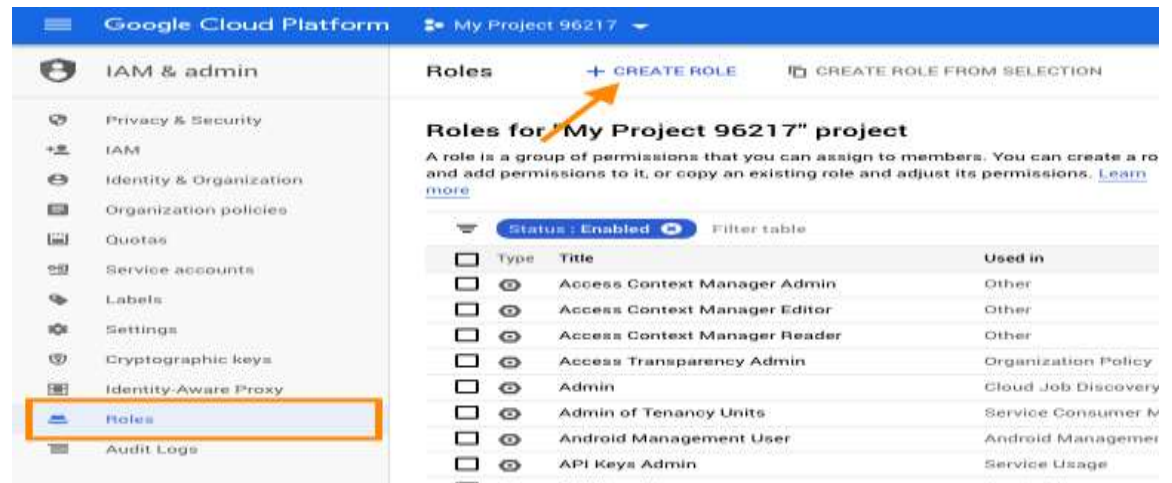 Google Cloud Platform
My Project 96217
IAM & admin
Privacy & Security
IAM
Identity & Organization
Organization policies
Quotas
Service accounts
Labels
Settings
Cryptographic keys
Identity-Aware Proxy
Roles
Audit Logs
Roles
CREATE ROLE
CREATE ROLE FROM SELECTION
Roles for "My Project 96217" project
A role is a group of permissions that you can assign to members. You can create a ro
and add permissions to it, or copy an existing role and adjust its permissions. Learn
more
Status : Enabled Filter table
Type Title Used in
Access Context Manager Admin Other
Access Context Manager Editor Other
Access Context Manager Reader Other
Access Transparency Admin Organization Policy
Admin Cloud Job Discovery
Admin of Tenancy Units Service Consumer M
Android Management User Android Managemen
API Keys Admin Service Usage